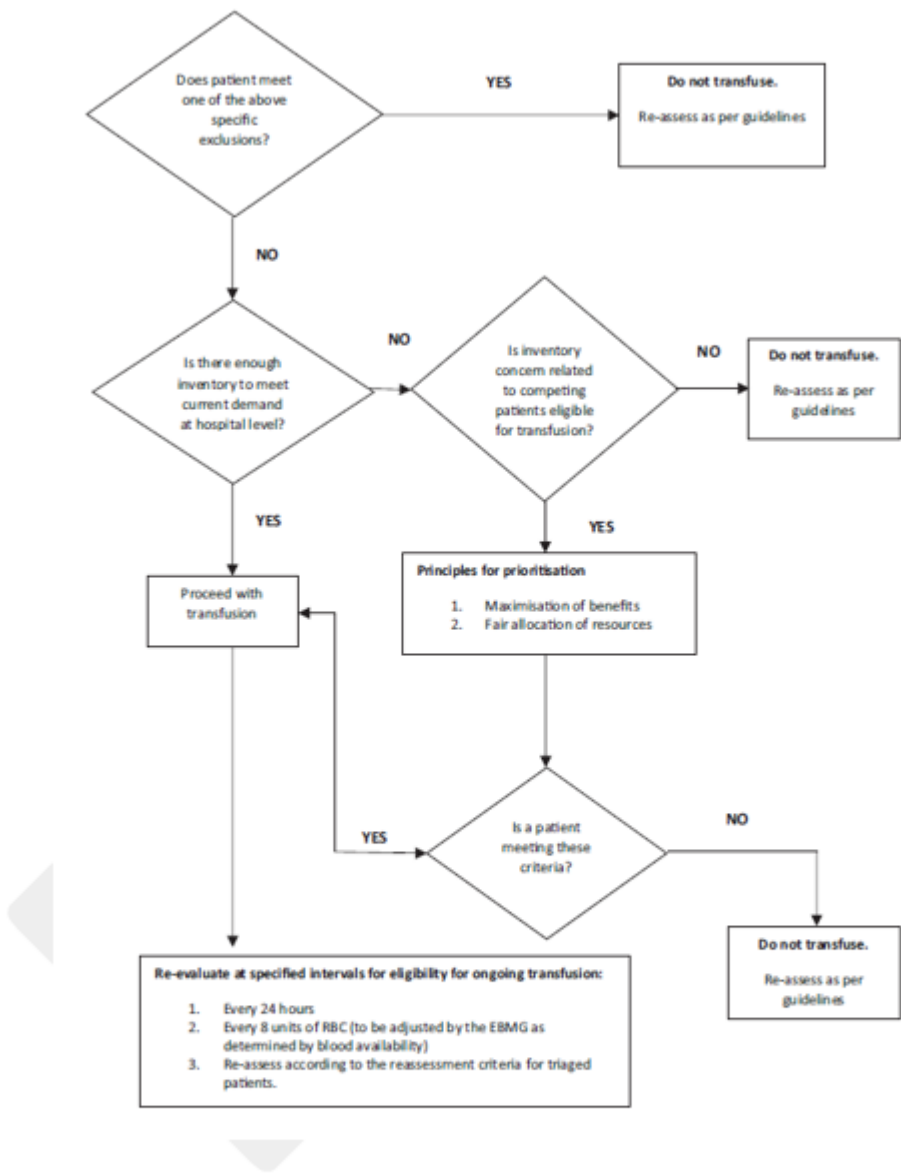 Does patient meet
one of the above
specific
exclusions?
YES
Do not transfuse.
Re-assess as per guidelines
NO
Is there enough
inventory to meet
current demand
at hospital level?
NO
Is inventory
concern related
to competing
patients eligible
for transfusion?
NO
Do not transfuse.
Re-assess as per
guidelines
YES
YES
Proceed with
transfusion
Principles for prioritisation
1. Maximisation of benefits
2. Fair allocation of resources
YES
Is a patient
meeting these
criteria?
NO
Do not transfuse.
Re-assess as per
guidelines
Re-evaluate at specified intervals for eligibility for ongoing transfusion:
1. Every 24 hours
2. Every 8 units of RBC (to be adjusted by the EBMG as
determined by blood availability)
3. Re-assess according to the reassessment criteria for triaged
patients.